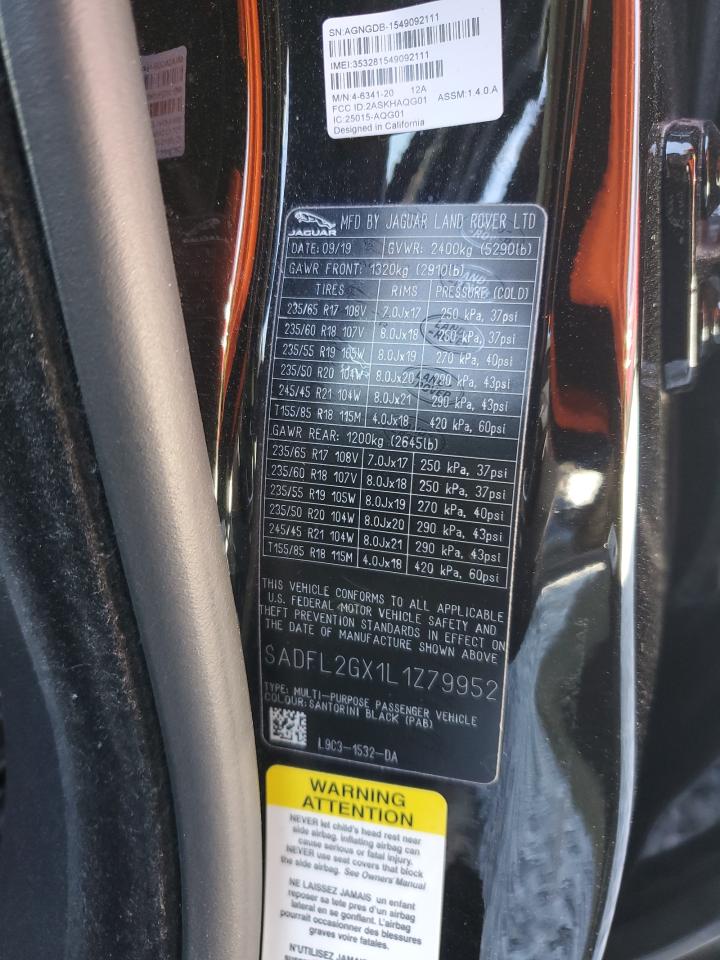 SN:AGNGDB-1549092111
IMEI:353281549092111
M/N:4-6341-20 12A
FCC ID:2ASKHAQG01 ASSM:1.4.0.A
IC:25015-AQG01
Designed in California
JAGUAR MFD BY JAGUAR LAND ROVER LTD
DATE: 09/19 GVWR: 2400kg (5290lb)
GAWR FRONT: 1320kg (2910lb)
TIRES RIMS PRESSURE (COLD)
235/65 R17 108V 7.0Jx17 250 kPa, 37psi
235/60 R18 107V 8.0Jx18 250 kPa, 37psi
235/55 R19 105W 8.0Jx19 270 kPa, 40psi
235/50 R20 104W 8.0Jx20 290 kPa, 43psi
245/45 R21 104W 8.0Jx21 290 kPa, 43psi
T155/85 R18 115M 4.0Jx18 420 kPa, 60psi
GAWR REAR: 1200kg (2645lb)
235/65 R17 108V 7.0Jx17 250 kPa, 37psi
235/60 R18 107V 8.0Jx18 250 kPa, 37psi
235/55 R19 105W 8.0Jx19 270 kPa, 40psi
235/50 R20 104W 8.0Jx20 290 kPa, 43psi
245/45 R21 104W 8.0Jx21 290 kPa, 43psi
T155/85 R18 115M 4.0Jx18 420 kPa, 60psi
THIS VEHICLE CONFORMS TO ALL APPLICABLE
U.S. FEDERAL MOTOR VEHICLE SAFETY AND
THEFT PREVENTION STANDARDS IN EFFECT ON
THE DATE OF MANUFACTURE SHOWN ABOVE
SADFL2GX1L1Z79952
TYPE: MULTI-PURPOSE PASSENGER VEHICLE
COLOUR: SANTORINI BLACK (PAB)
L9C3-1532-DA
WARNING
ATTENTION
NEVER let child's head rest near
side airbag. inflating airbag can
cause serious or fatal injury.
NEVER use seat covers that block
the side airbag. See Owners' Manual
NE LAISSEZ JAMAIS un enfant
reposer sa tete pres d'un airbag
lateral en se gonflant. L'airbag
pourrait occasionner des blessures
graves voire fatales.
N'UTILISEZ JAMAIS